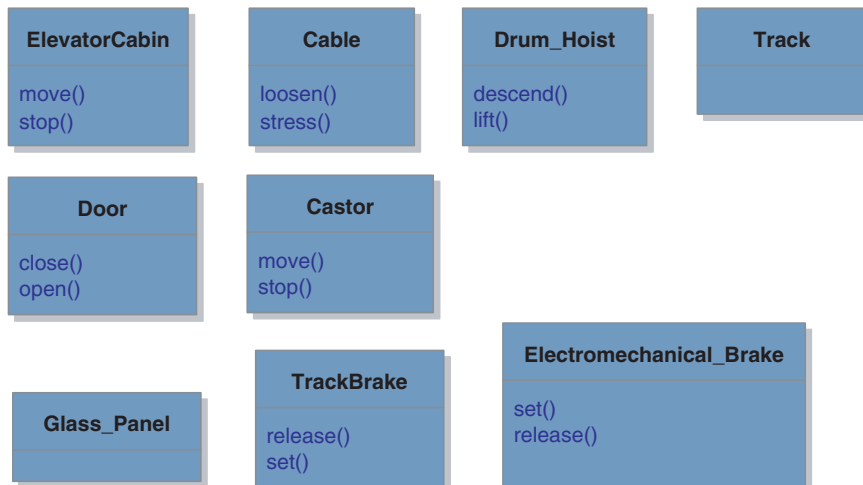 ElevatorCabin
move()
stop()
Cable
loosen()
stress()
Drum_Hoist
descend()
lift()
Track
Door
close()
open()
Castor
move()
stop()
Glass_Panel
TrackBrake
release()
set()
Electromechanical_Brake
set()
release()